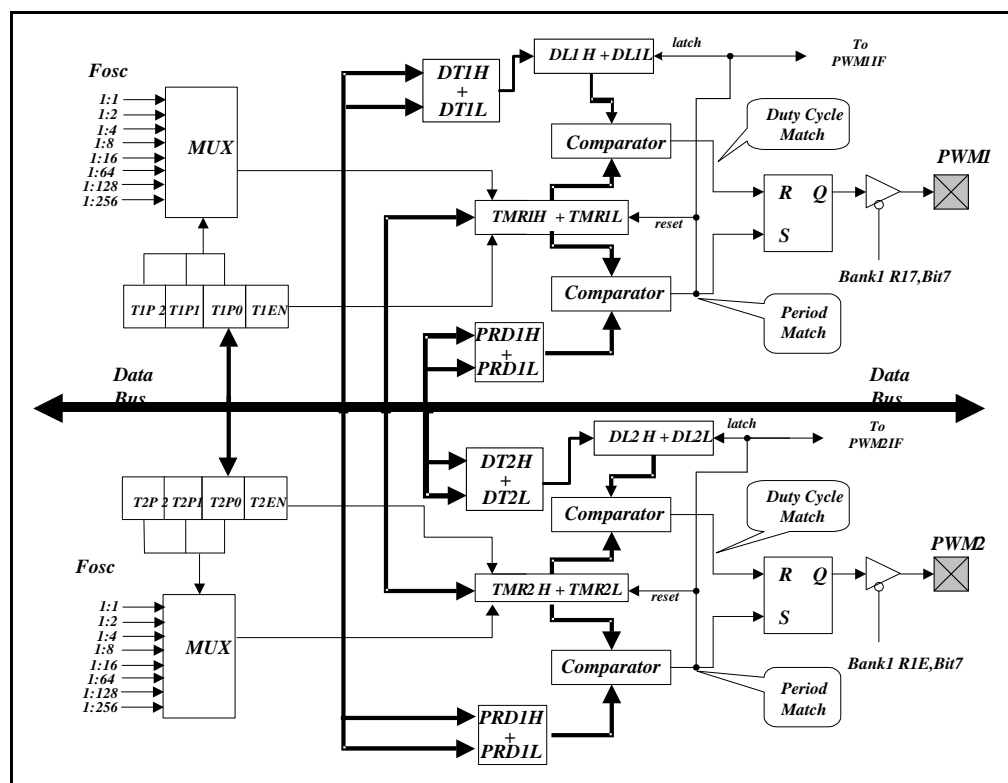 Fosc
1:1
1:2
1:4
1:8
1:16
1:64
1:128
1:256
MUX
T1P 2 T1P1 T1P0 T1EN
DT1H
+
DT1L
DL1 H + DL1L
latch
To
PWM1IF
Comparator
Duty Cycle
Match
PWM1
TMR1H + TMR1L
reset
R Q
S
Comparator
Bank1 R17,Bit7
Period
Match
PRD1H
+
PRD1L
Data
Bus
Data
Bus
DT2H
+
DT2L
DL2 H + DL2L
latch
To
PWM2IF
T2P 2 T2P1 T2P0 T2EN
Comparator
Duty Cycle
Match
PWM2
Fosc
1:1
1:2
1:4
1:8
1:16
1:64
1:128
1:256
MUX
TMR2 H + TMR2L
reset
R Q
S
Comparator
Bank1 R1E,Bit7
Period
Match
PRD1H
+
PRD1L